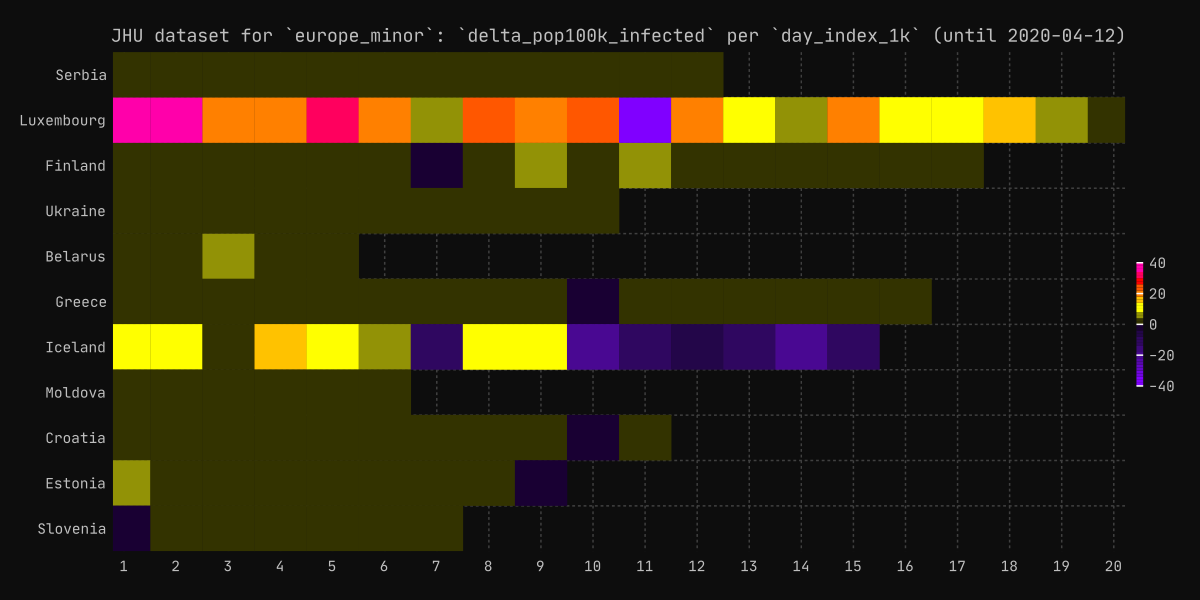 JHU dataset for `europe_minor`: `delta_pop100k_infected` per `day_index_1k` (until 2020-04-12)
Serbia
Luxembourg
Finland
Ukraine
Belarus
Greece
Iceland
Moldova
Croatia
Estonia
Slovenia
1 2 3 4 5 6 7 8 9 10 11 12 13 14 15 16 17 18 19 20
40
20
0
-20
-40